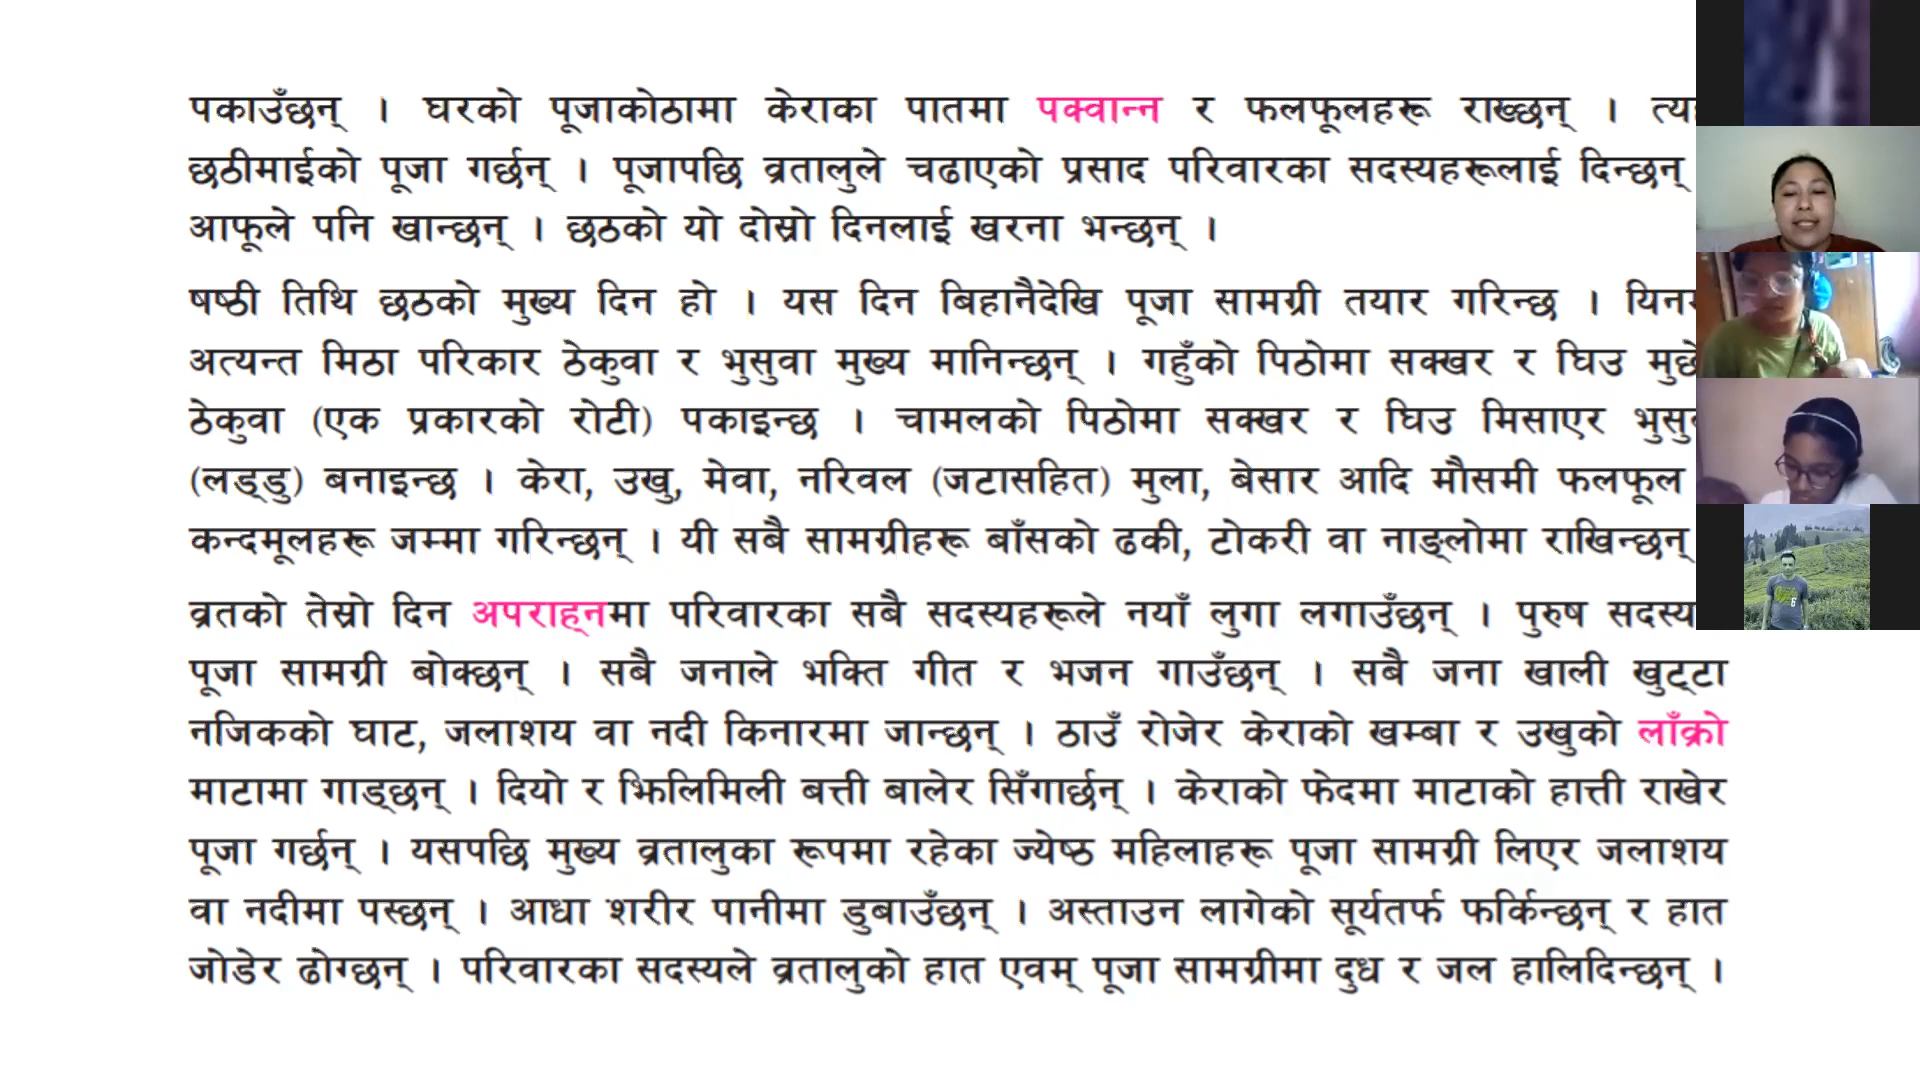 पकाउँछन् । घरको पूजाकोठामा केराका पातमा पक्वान्न र फलफूलहरू राख्छन् ।
छठीमाईको पूजा गर्छन् । पूजापछि व्रतालुले चढाएको प्रसाद परिवारका सदस्यहरूलाई दिन्छन्
आफूले पनि खान्छन् । छठको यो दोस्रो दिनलाई खरना भन्छन् ।
षष्ठी तिथि छठको मुख्य दिन हो । यस दिन बिहानैदेखि पूजा सामग्री तयार गरिन्छ ।
अत्यन्त मिठा परिकार ठेकुवा र भुसुवा मुख्य मानिन्छन् । गहुँको पिठोमा सक्खर र घिउ
ठेकुवा (एक प्रकारको रोटी) पकाइन्छ । चामलको पिठोमा सक्खर र घिउ मिसाएर
(लड्डु) बनाइन्छ । केरा, उखु, मेवा, नरिवल (जटासहित) मुला, बेसार आदि मौसमी फलफूल
कन्दमूलहरू जम्मा गरिन्छन् । यी सबै सामग्रीहरू बाँसको ढकी, टोकरी वा नाङ्लोमा राखिन्छन्
व्रतको तेस्रो दिन अपराह्नमा परिवारका सबै सदस्यहरूले नयाँ लुगा लगाउँछन् । पुरुष
पूजा सामग्री बोक्छन् । सबै जनाले भक्ति गीत र भजन गाउँछन् । सबै जना खाली खुट्टा
नजिकको घाट, जलाशय वा नदी किनारमा जान्छन् । ठाउँ रोजेर केराको खम्बा र उखुको लाँक्रो
माटामा गाड्छन् । दियो र झिलिमिली बत्ती बालेर सिँगार्छन् । केराको फेदमा माटाको हात्ती राखेर
पूजा गर्छन् । यसपछि मुख्य व्रतालुका रूपमा रहेका ज्येष्ठ महिलाहरू पूजा सामग्री लिएर जलाशय
वा नदीमा पस्छन् । आधा शरीर पानीमा डुबाउँछन् । अस्ताउन लागेको सूर्यतर्फ फर्किन्छन् र हात
जोडेर ढोग्छन् । परिवारका सदस्यले व्रतालुको हात एवम् पूजा सामग्रीमा दुध र जल हालिदिन्छन् ।